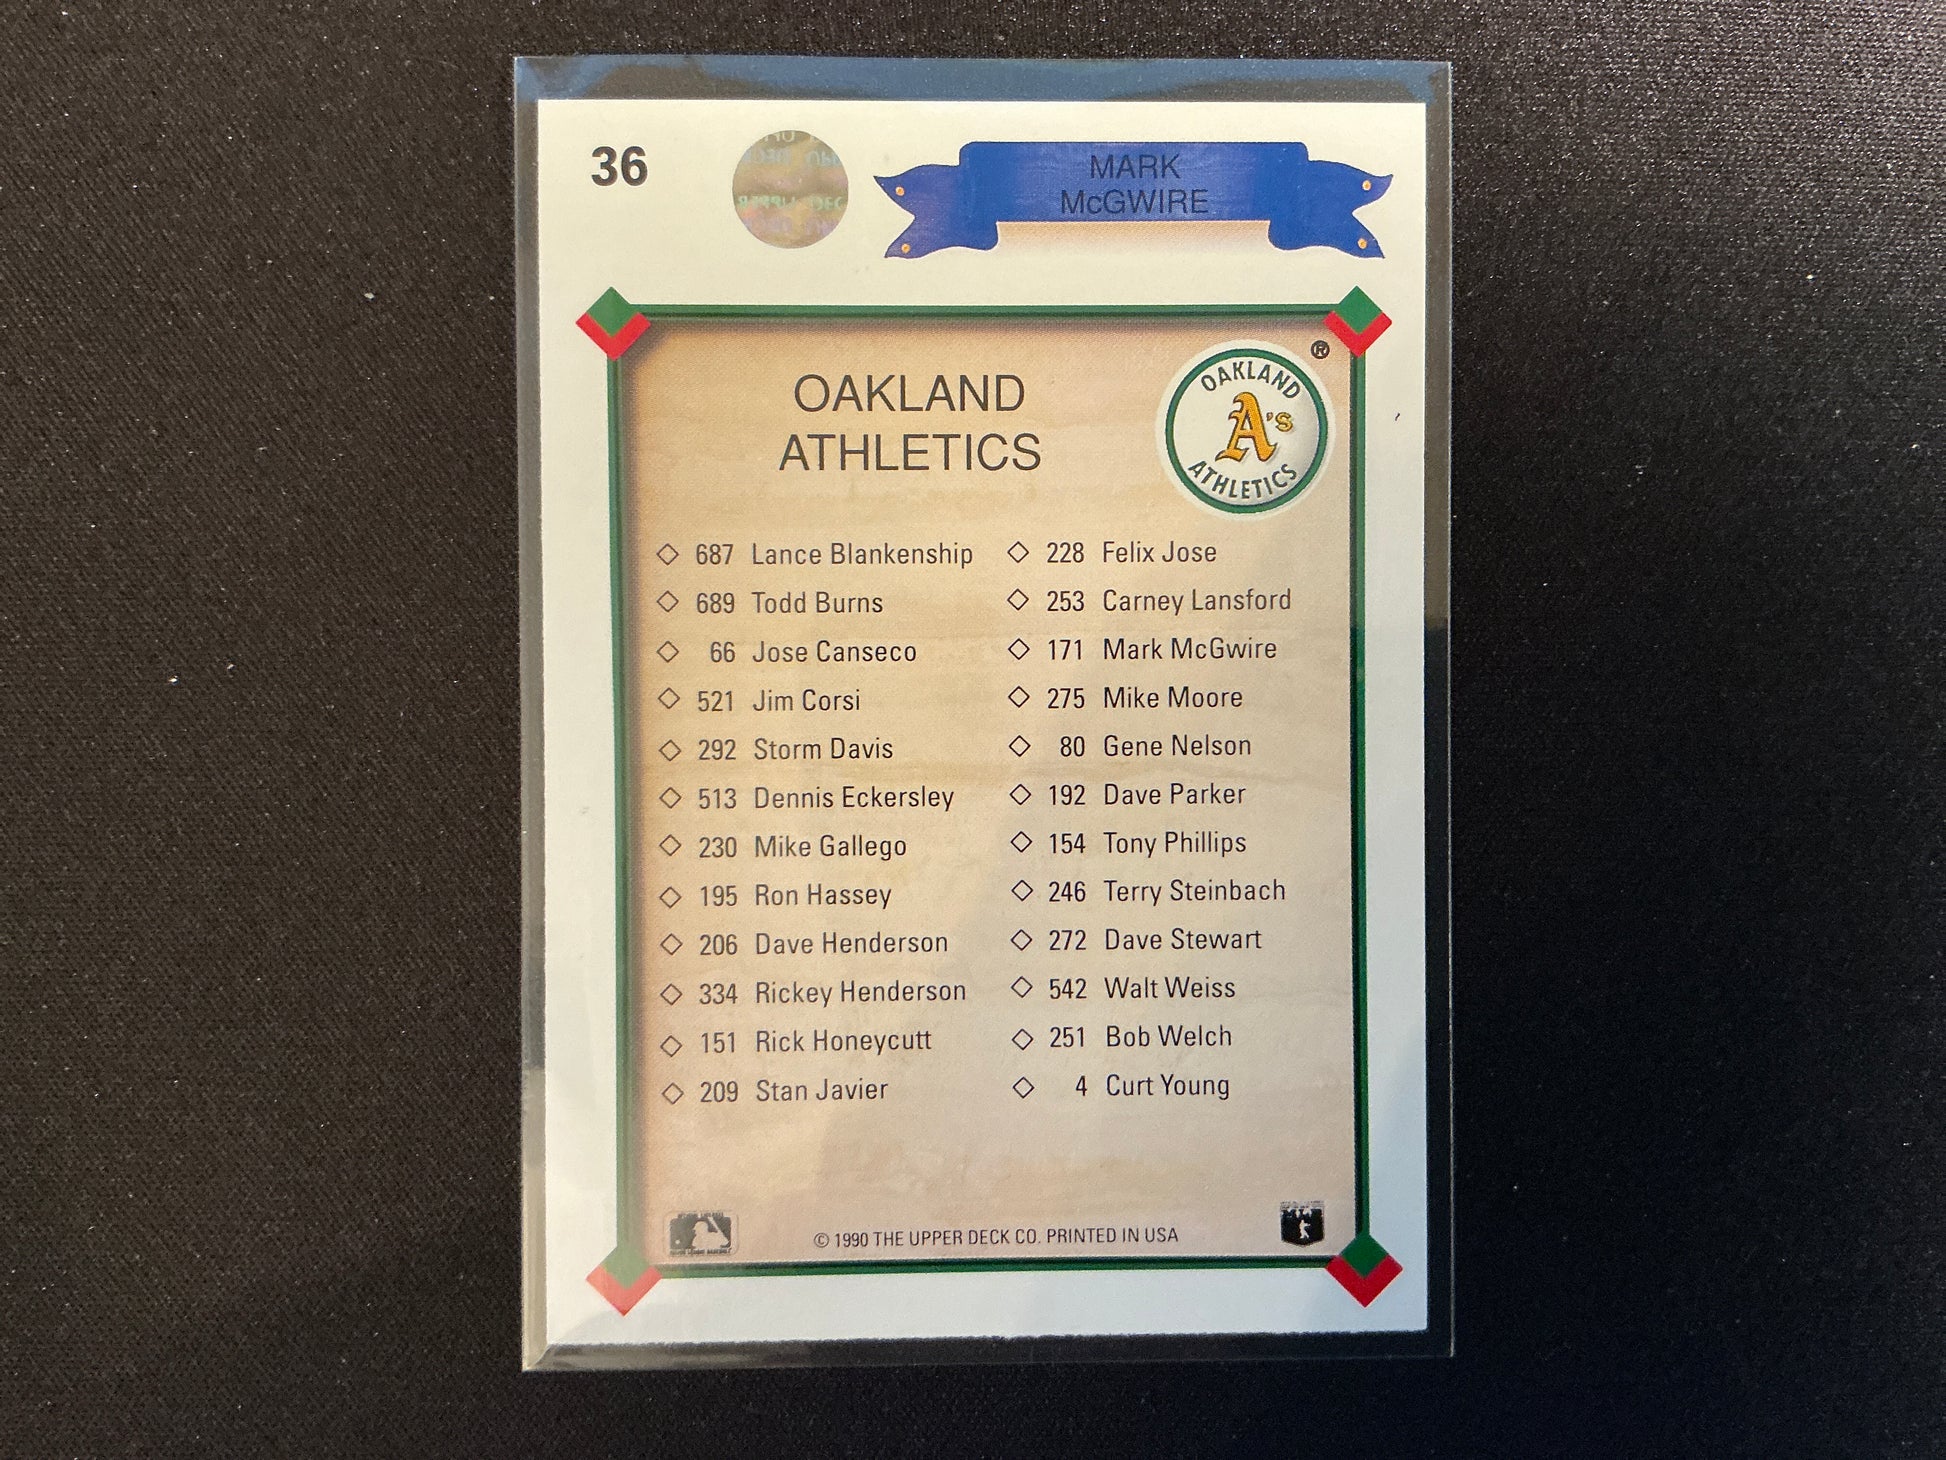 36
MARK
McGWIRE
OAKLAND
ATHLETICS
®
OAKLAND
A's
ATHLETICS
687 Lance Blankenship
689 Todd Burns
66 Jose Canseco
521 Jim Corsi
292 Storm Davis
513 Dennis Eckersley
230 Mike Gallego
195 Ron Hassey
206 Dave Henderson
334 Rickey Henderson
151 Rick Honeycutt
209 Stan Javier
228 Felix Jose
253 Carney Lansford
171 Mark McGwire
275 Mike Moore
80 Gene Nelson
192 Dave Parker
154 Tony Phillips
246 Terry Steinbach
272 Dave Stewart
542 Walt Weiss
251 Bob Welch
4 Curt Young
© 1990 THE UPPER DECK CO. PRINTED IN USA